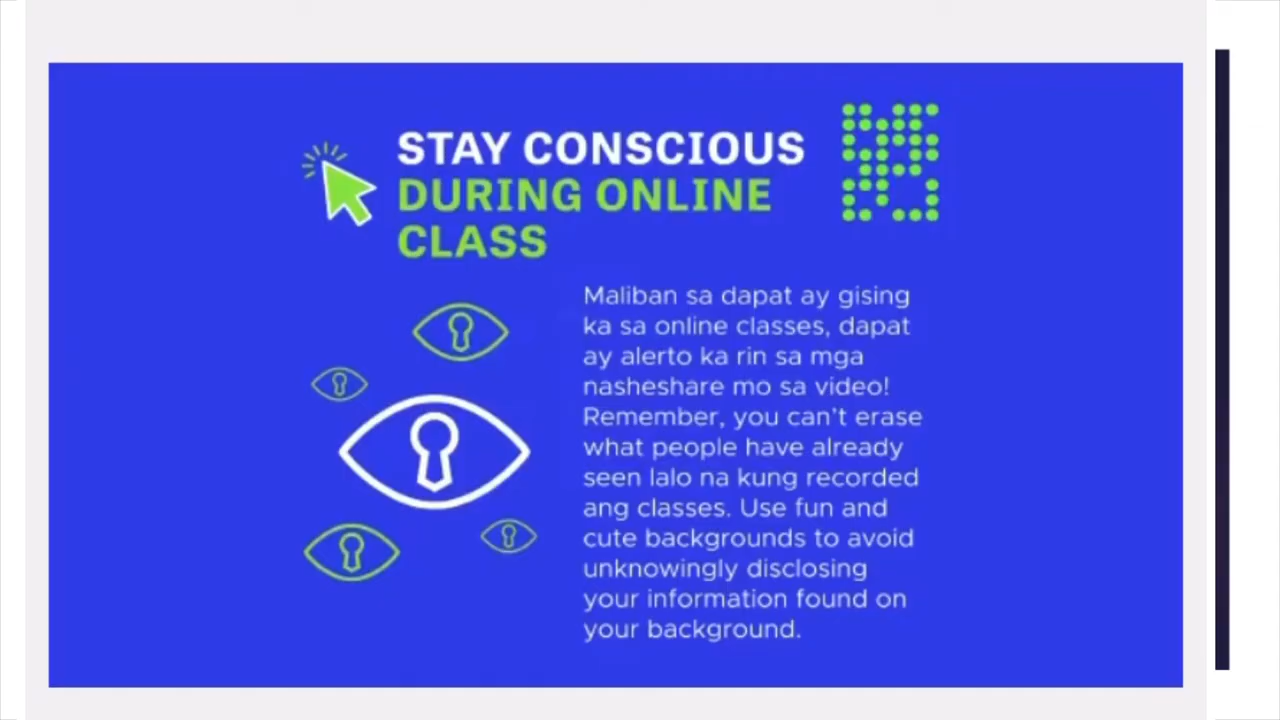 STAY CONSCIOUS
DURING ONLINE
CLASS
Maliban sa dapat ay gising
ka sa online classes, dapat
ay alerto ka rin sa mga
nasheshare mo sa video!
Remember, you can't erase
what people have already
seen lalo na kung recorded
ang classes. Use fun and
cute backgrounds to avoid
unknowingly disclosing
your information found on
your background.